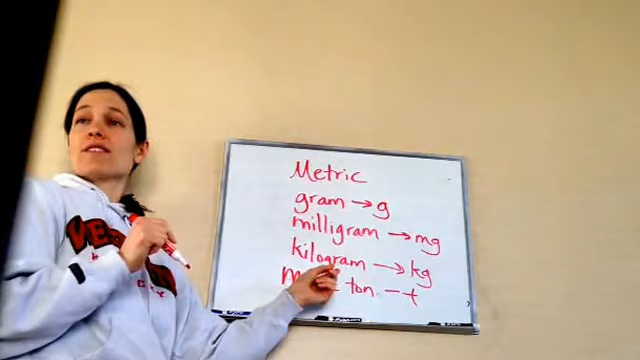 Metric
gram → g
milligram → mg
kilogram → kg
ton – t